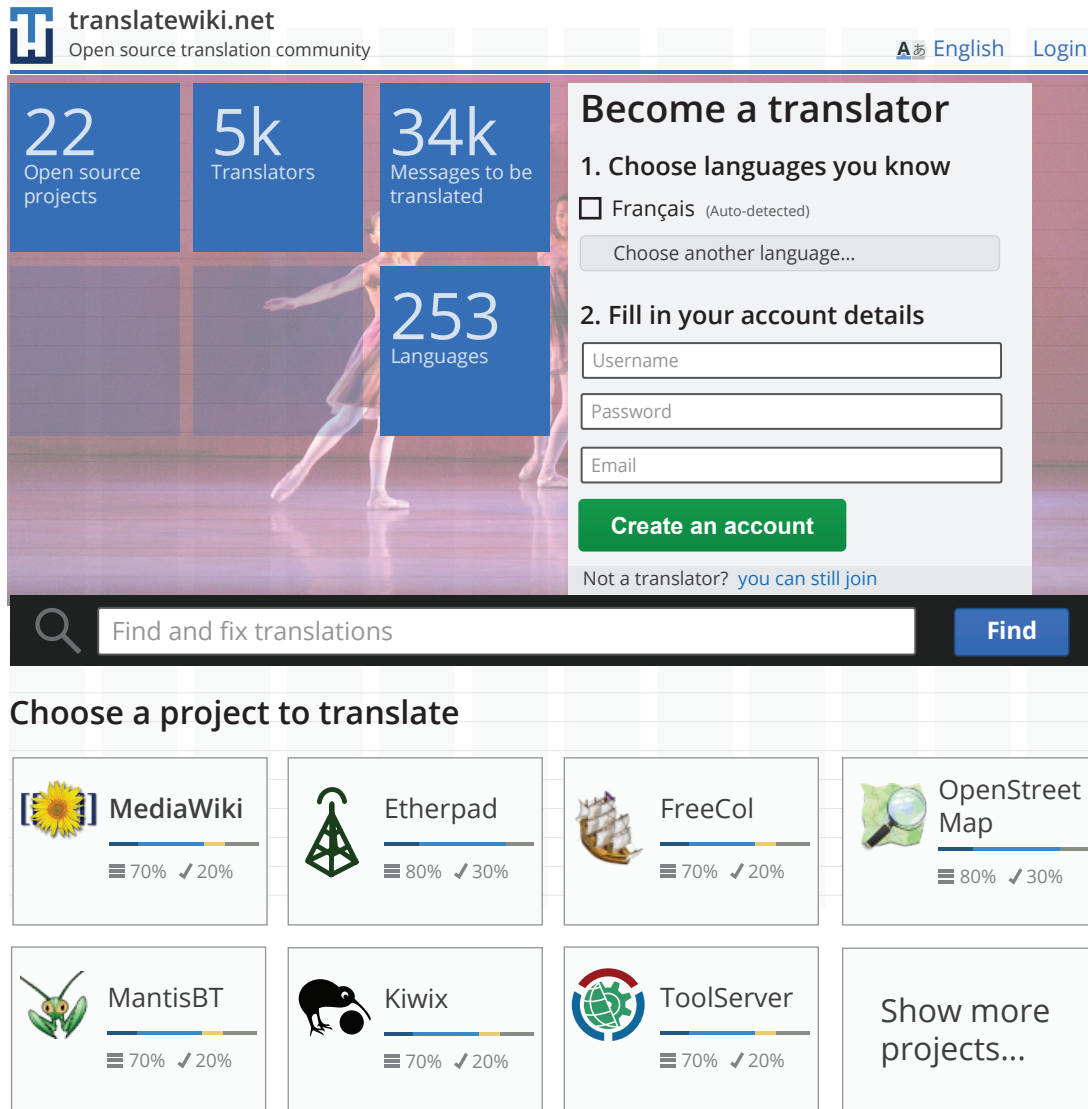 translatewiki.net
Open source translation community
Aあ English Login
22
Open source
projects
5k
Translators
34k
Messages to be
translated
253
Languages
Become a translator
1. Choose languages you know
Français (Auto-detected)
Choose another language...
2. Fill in your account details
Username
Password
Email
Create an account
Not a translator? you can still join
Find and fix translations
Find
Choose a project to translate
MediaWiki
70% 20%
Etherpad
80% 30%
FreeCol
70% 20%
OpenStreet
Map
80% 30%
MantisBT
70% 20%
Kiwix
70% 20%
ToolServer
70% 20%
Show more
projects...